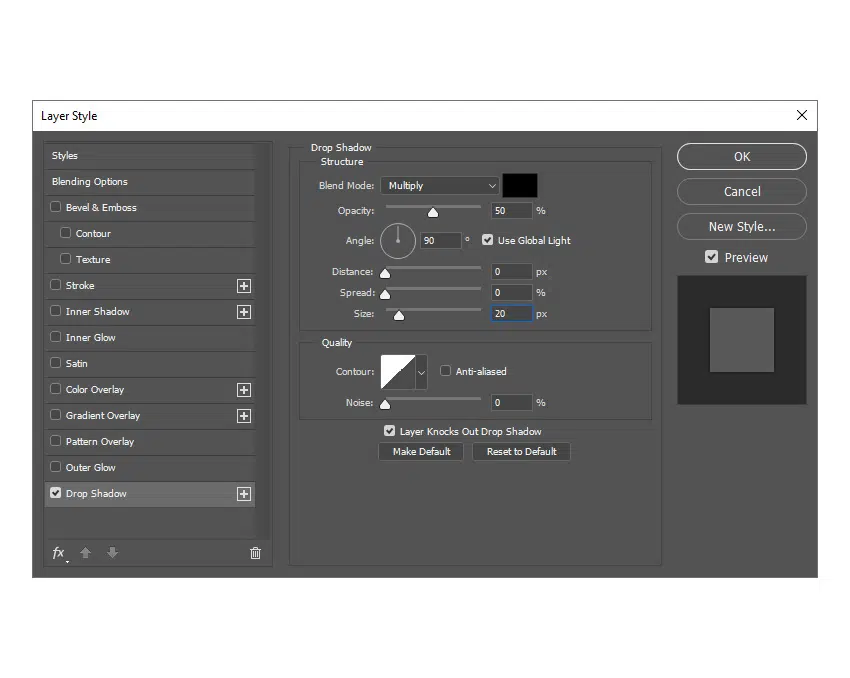 Layer Style
Styles
Blending Options
Bevel & Emboss
Contour
Texture
Stroke
Inner Shadow
Inner Glow
Satin
Color Overlay
Gradient Overlay
Pattern Overlay
Outer Glow
Drop Shadow
fx
Drop Shadow
Structure
Blend Mode: Multiply
Opacity: 50 %
Angle: 90 ° Use Global Light
Distance: 0 px
Spread: 0 %
Size: 20 px
Quality
Contour: Anti-aliased
Noise: 0 %
Layer Knocks Out Drop Shadow
Make Default Reset to Default
OK
Cancel
New Style...
Preview